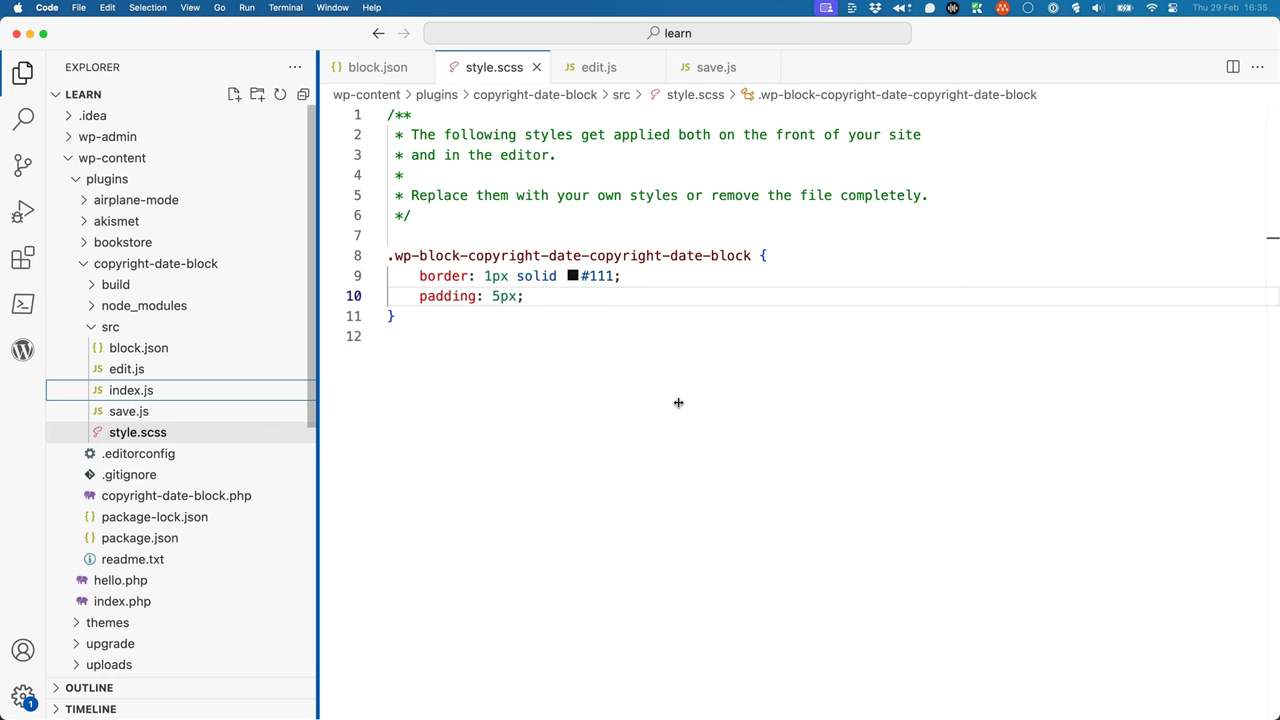 Code File Edit Selection View Go Run Terminal Window Help Thu 29 Feb 16:35
learn
EXPLORER
block.json style.scss edit.js save.js
wp-content > plugins > copyright-date-block > src > style.scss > .wp-block-copyright-date-copyright-date-block
LEARN
.idea
wp-admin
wp-content
plugins
airplane-mode
akismet
bookstore
copyright-date-block
build
node_modules
src
block.json
edit.js
index.js
save.js
style.scss
.editorconfig
.gitignore
copyright-date-block.php
package-lock.json
package.json
readme.txt
hello.php
index.php
themes
upgrade
uploads
OUTLINE
TIMELINE
1
1 /**
2 * The following styles get applied both on the front of your site
3 * and in the editor.
4 *
5 * Replace them with your own styles or remove the file completely.
6 */
7
8 .wp-block-copyright-date-copyright-date-block {
9 border: 1px solid #111;
10 padding: 5px;
11 }
12